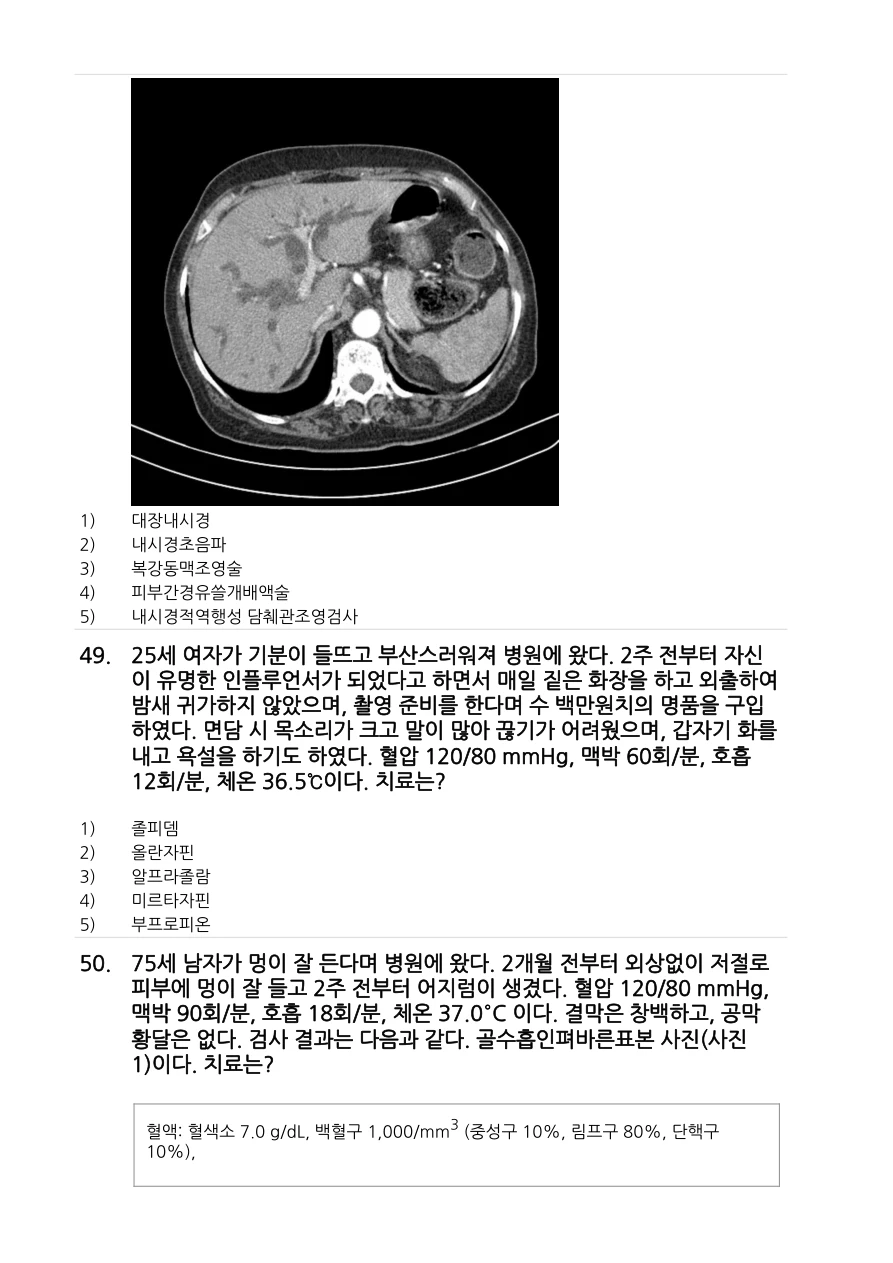 1) 대장내시경
2) 내시경초음파
3) 복강동맥조영술
4) 피부간경유쓸개배액술
5) 내시경적역행성 담췌관조영검사
49. 25세 여자가 기분이 들뜨고 부산스러워져 병원에 왔다. 2주 전부터 자신
이 유명한 인플루언서가 되었다고 하면서 매일 짙은 화장을 하고 외출하여
밤새 귀가하지 않았으며, 촬영 준비를 한다며 수 백만원치의 명품을 구입
하였다. 면담 시 목소리가 크고 말이 많아 끊기가 어려웠으며, 갑자기 화를
내고 욕설을 하기도 하였다. 혈압 120/80 mmHg, 맥박 60회/분, 호흡
12회/분, 체온 36.5℃이다. 치료는?
1) 졸피뎀
2) 올란자핀
3) 알프라졸람
4) 미르타자핀
5) 부프로피온
50. 75세 남자가 멍이 잘 든다며 병원에 왔다. 2개월 전부터 외상없이 저절로
피부에 멍이 잘 들고 2주 전부터 어지럼이 생겼다. 혈압 120/80 mmHg,
맥박 90회/분, 호흡 18회/분, 체온 37.0°C 이다. 결막은 창백하고, 공막
황달은 없다. 검사 결과는 다음과 같다. 골수흡인펴바른표본 사진(사진
1)이다. 치료는?
혈액: 혈색소 7.0 g/dL, 백혈구 1,000/mm³ (중성구 10%, 림프구 80%, 단핵구
10%),